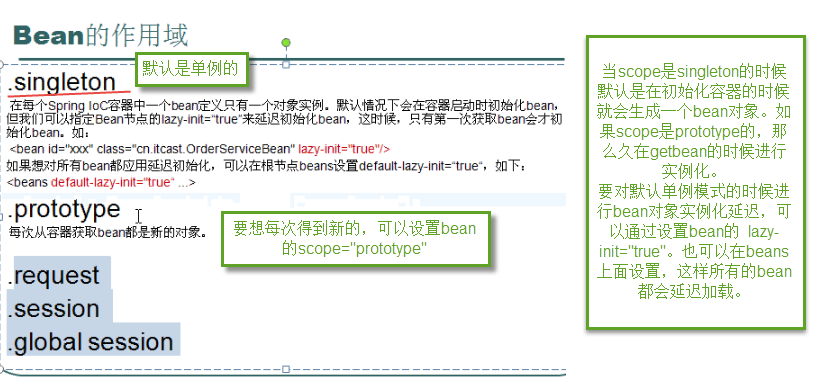 Bean的作用域
默认是单例的
.singleton
在每个Spring IoC容器中一个bean定义只有一个对象实例。默认情况下会在容器启动时初始化bean,
但我们可以指定Bean节点的lazy-init=“true”来延迟初始化bean，这时候，只有第一次获取bean会才初
始化bean。如：
<bean id="xxx" class="cn.itcast.OrderServiceBean" lazy-init="true"/>
如果想对所有bean都应用延迟初始化，可以在根节点beans设置default-lazy-init=“true“，如下：
<beans default-lazy-init="true“ ...>
.prototype
每次从容器获取bean都是新的对象。
要想每次得到新的，可以设置bean
的scope="prototype"
.request
.session
.global session
当scope是singleton的时候
默认是在初始化容器的时候
就会生成一个bean对象。如
果scope是prototype的，那
么久在getbean的时候进行
实例化。
要对默认单例模式的时候进
行bean对象实例化延迟，可
以通过设置bean的 lazy-
init="true"。也可以在beans
上面设置，这样所有的bean
都会延迟加载。